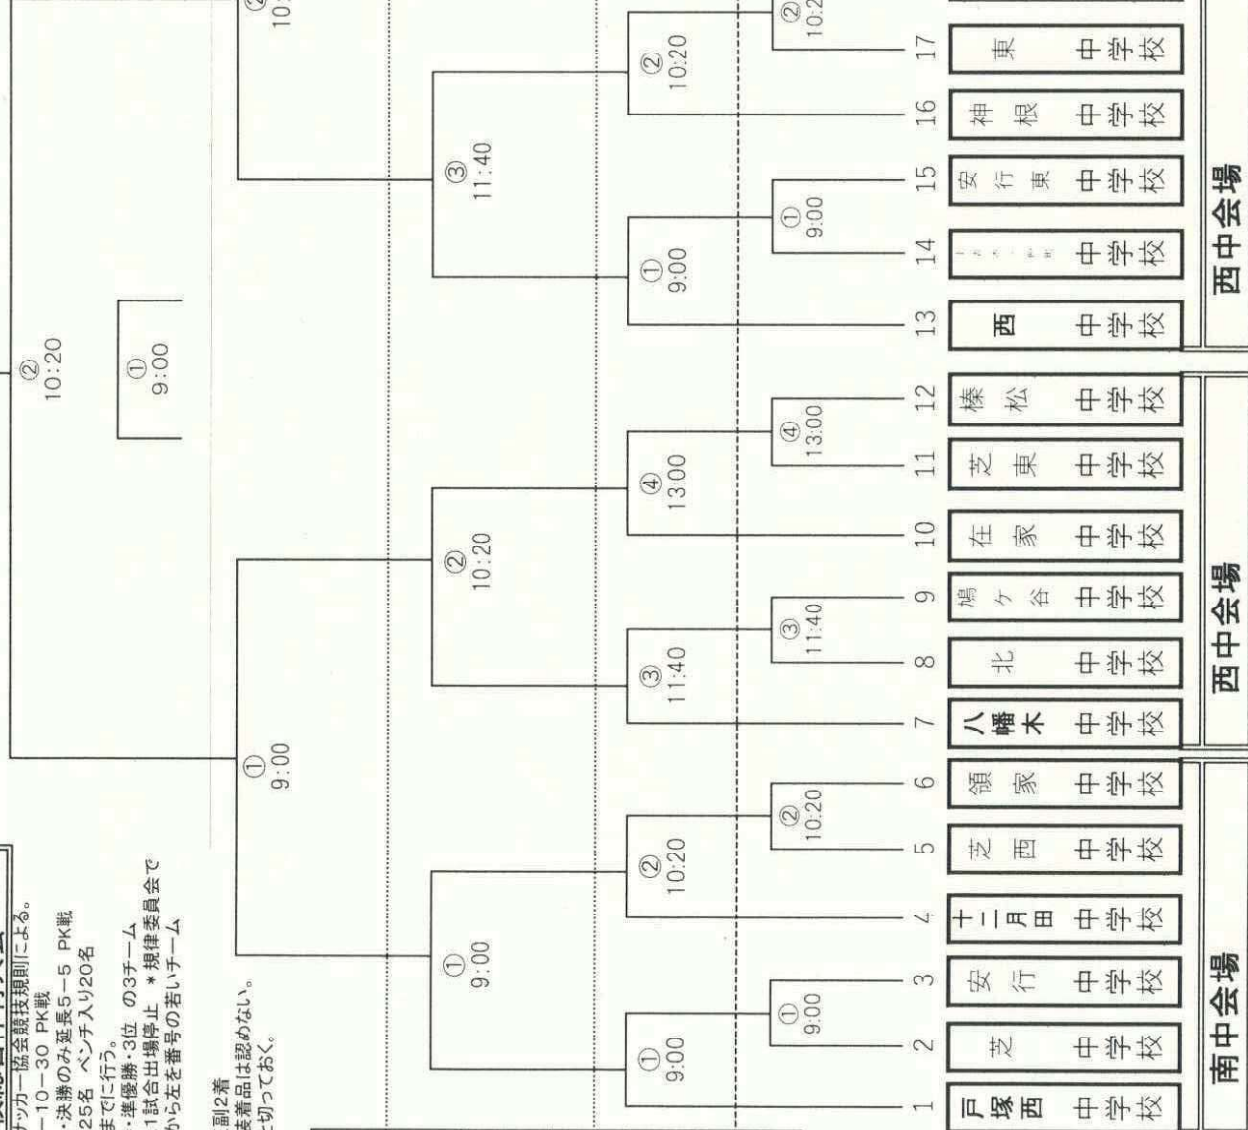 ッカー協会競技規則による。
－10－30 PK戦
・決勝のみ延長5－5 PK戦
25名 ベンチ入り20名
までに行う。
・準優勝・3位 の3チーム
1試合出場停止 ＊規律委員会で
から左を番号の若いチーム
副2着
装着品は認めない。
を切っておく。
②
10:20
①
9:00
②
①
9:00
③
11:40
②
10:20
①
9:00
②
10:20
①
9:00
④
13:00
③
11:40
②
10:20
①
9:00
②
①
9:00
④
13:00
③
11:40
②
10:20
①
9:00
17 東 中学校
16 神根 中学校
15 安行東 中学校
14 中学校
13 西 中学校
12 榛松 中学校
11 芝東 中学校
10 在家 中学校
9 鳩ヶ谷 中学校
8 北 中学校
7 八幡木 中学校
6 領家 中学校
5 芝西 中学校
4 十二月田 中学校
3 安行 中学校
2 芝 中学校
1 戸塚西 中学校
西中会場
西中会場
南中会場